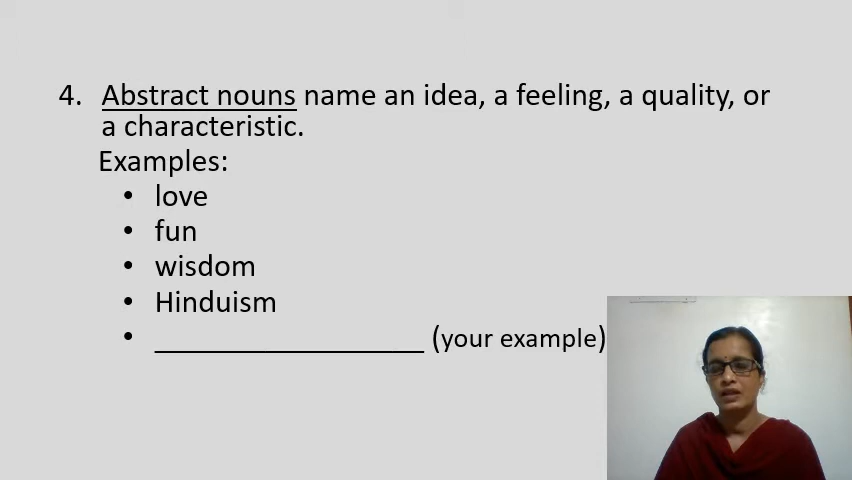 4. Abstract nouns name an idea, a feeling, a quality, or
a characteristic.
Examples:
• love
• fun
• wisdom
• Hinduism
• ____________________ (your example)